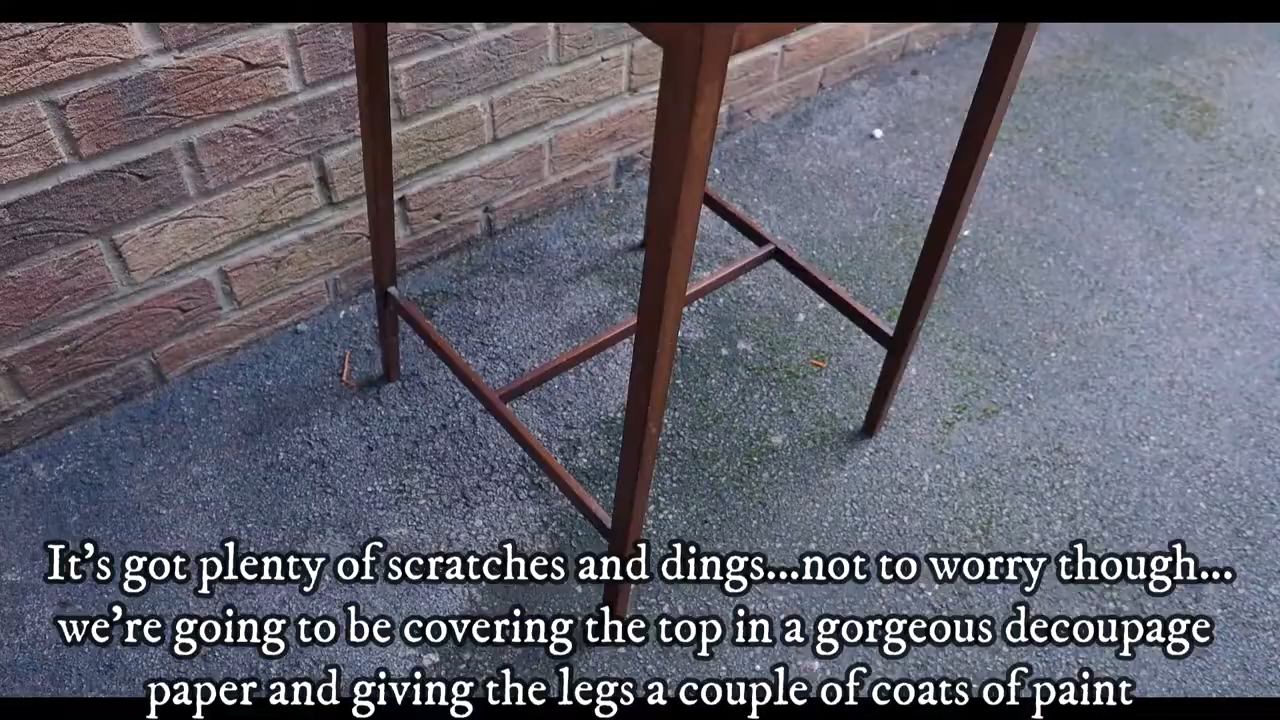 It's got plenty of scratches and dings...not to worry though...
we're going to be covering the top in a gorgeous decoupage
paper and giving the legs a couple of coats of paint